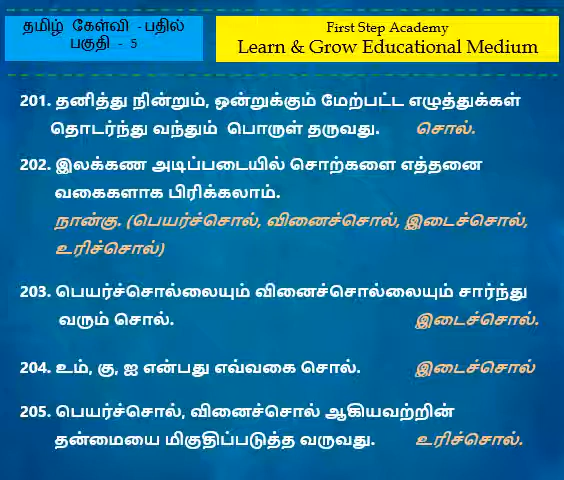 தமிழ் கேள்வி - பதில்
பகுதி - 5
First Step Academy
Learn & Grow Educational Medium
201. தனித்து நின்றும், ஒன்றுக்கும் மேற்பட்ட எழுத்துக்கள்
தொடர்ந்து வந்தும் பொருள் தருவது. சொல்.
202. இலக்கண அடிப்படையில் சொற்களை எத்தனை
வகைகளாக பிரிக்கலாம்.
நான்கு. (பெயர்ச்சொல், வினைச்சொல், இடைச்சொல்,
உரிச்சொல்)
203. பெயர்ச்சொல்லையும் வினைச்சொல்லையும் சார்ந்து
வரும் சொல். இடைச்சொல்.
204. உம், கு, ஐ என்பது எவ்வகை சொல். இடைச்சொல்
205. பெயர்ச்சொல், வினைச்சொல் ஆகியவற்றின்
தன்மையை மிகுதிப்படுத்த வருவது. உரிச்சொல்.